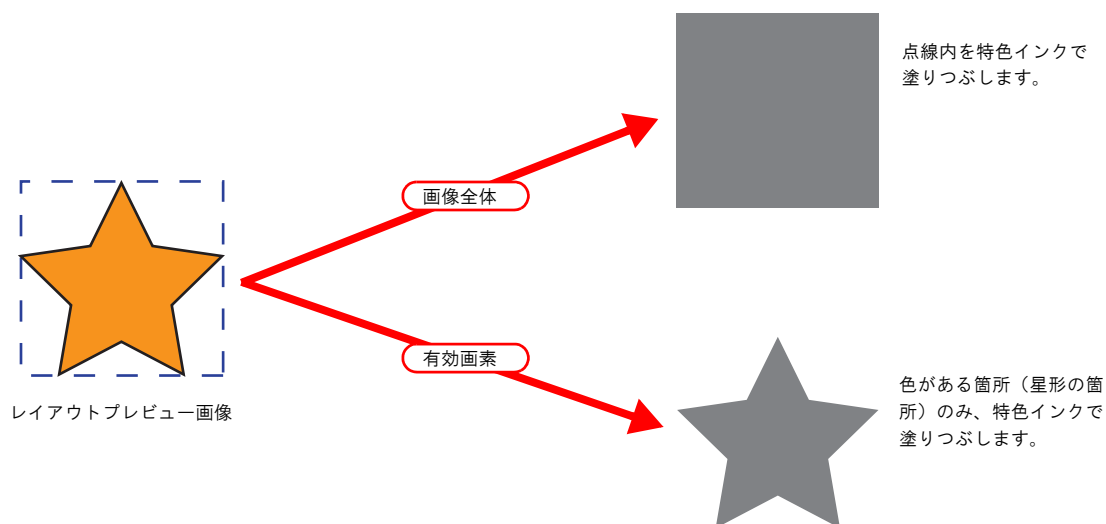 点線内を特色インクで
塗りつぶします。
画像全体
有効画素
レイアウトプレビュー画像
色がある箇所（星形の箇
所）のみ、特色インクで
塗りつぶします。